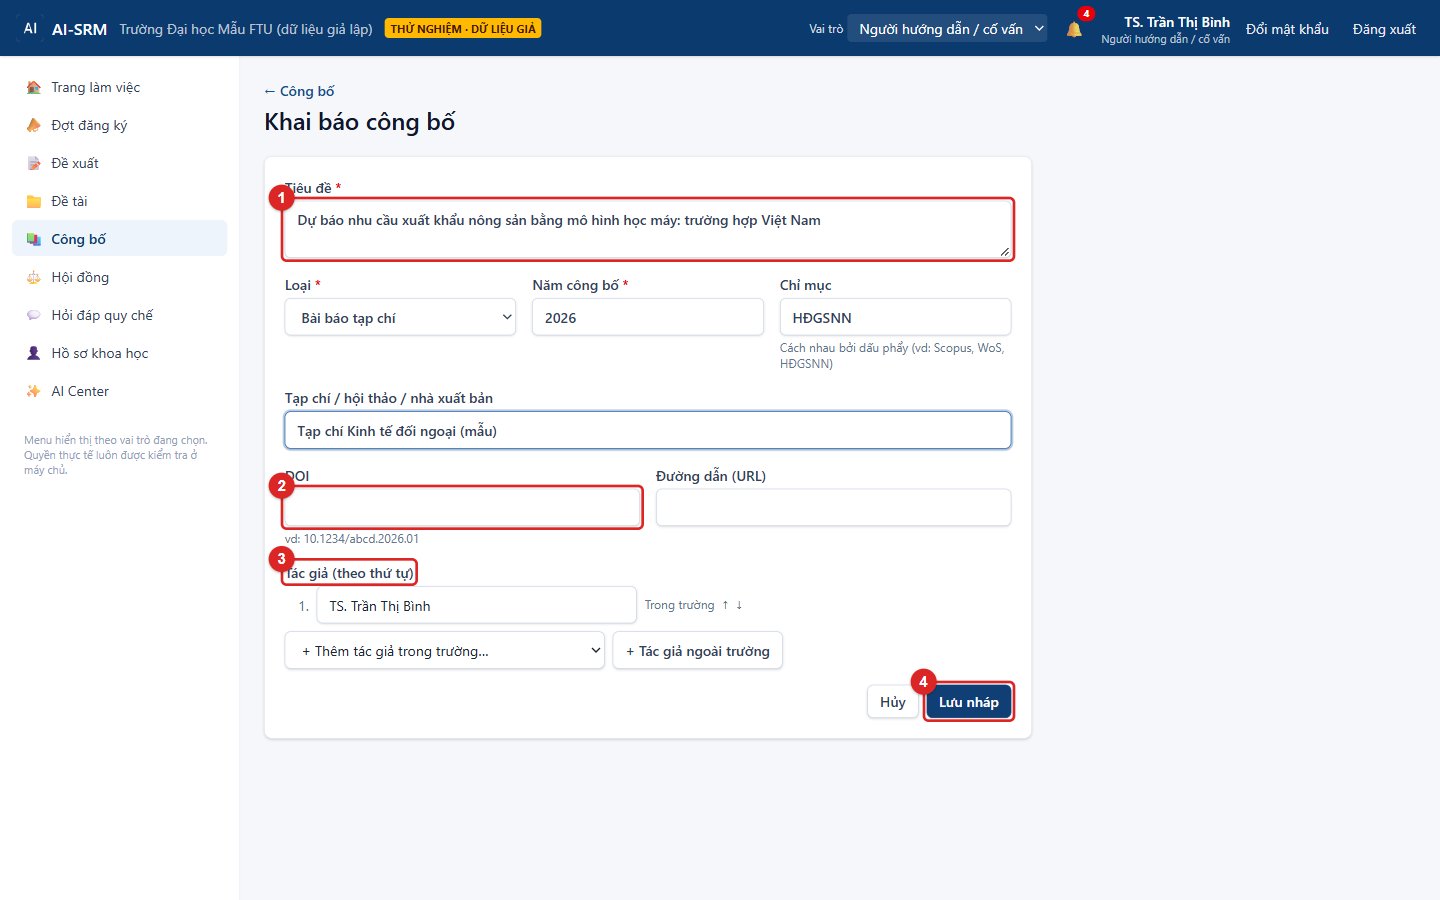 AI AI-SRM Trường Đại học Mẫu FTU (dữ liệu giả lập) THỬ NGHIỆM · DỮ LIỆU GIẢ
Vai trò Người hướng dẫn / cố vấn 4 TS. Trần Thị Bình
Người hướng dẫn / cố vấn
Đổi mật khẩu Đăng xuất
Trang làm việc
Đợt đăng ký
Đề xuất
Đề tài
Công bố
Hội đồng
Hỏi đáp quy chế
Hồ sơ khoa học
AI Center
Menu hiển thị theo vai trò đang chọn.
Quyền thực tế luôn được kiểm tra ở
máy chủ.
← Công bố
Khai báo công bố
1
Tiêu đề *
Dự báo nhu cầu xuất khẩu nông sản bằng mô hình học máy: trường hợp Việt Nam
Loại * Năm công bố * Chỉ mục
Bài báo tạp chí 2026 HĐGSNN
Cách nhau bởi dấu phẩy (vd: Scopus, WoS,
HĐGSNN)
Tạp chí / hội thảo / nhà xuất bản
Tạp chí Kinh tế đối ngoại (mẫu)
2
DOI Đường dẫn (URL)
vd: 10.1234/abcd.2026.01
3
Tác giả (theo thứ tự)
1. TS. Trần Thị Bình Trong trường ↑ ↓
+ Thêm tác giả trong trường... + Tác giả ngoài trường
4
Hủy Lưu nháp